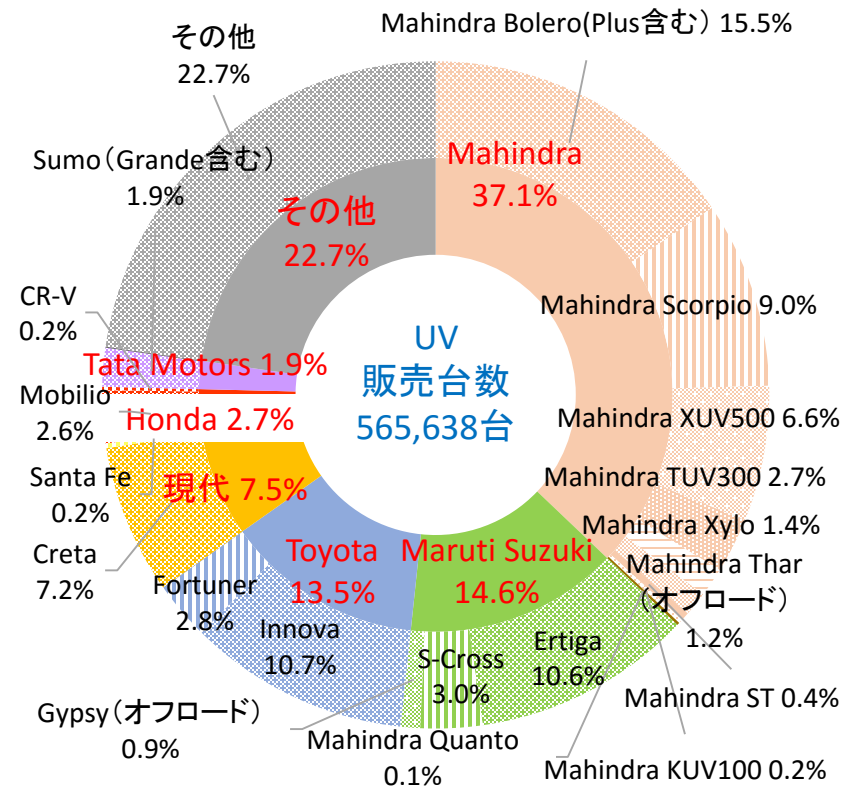 Mahindra Bolero(Plus含む) 15.5%
その他
22.7%
Mahindra
37.1%
Sumo(Grande含む)
1.9%
その他
22.7%
CR-V
0.2%
Mahindra Scorpio 9.0%
UV
販売台数
565,638台
Tata Motors 1.9%
Mobilio
2.6%
Honda 2.7%
Mahindra XUV500 6.6%
Santa Fe
0.2%
現代 7.5%
Mahindra TUV300 2.7%
Mahindra Xylo 1.4%
Creta
7.2%
Toyota
13.5%
Maruti Suzuki
14.6%
Mahindra Thar
(オフロード)
1.2%
Fortuner
2.8%
Innova
10.7%
S-Cross
3.0%
Ertiga
10.6%
Mahindra ST 0.4%
Gypsy(オフロード)
0.9%
Mahindra Quanto
0.1%
Mahindra KUV100 0.2%